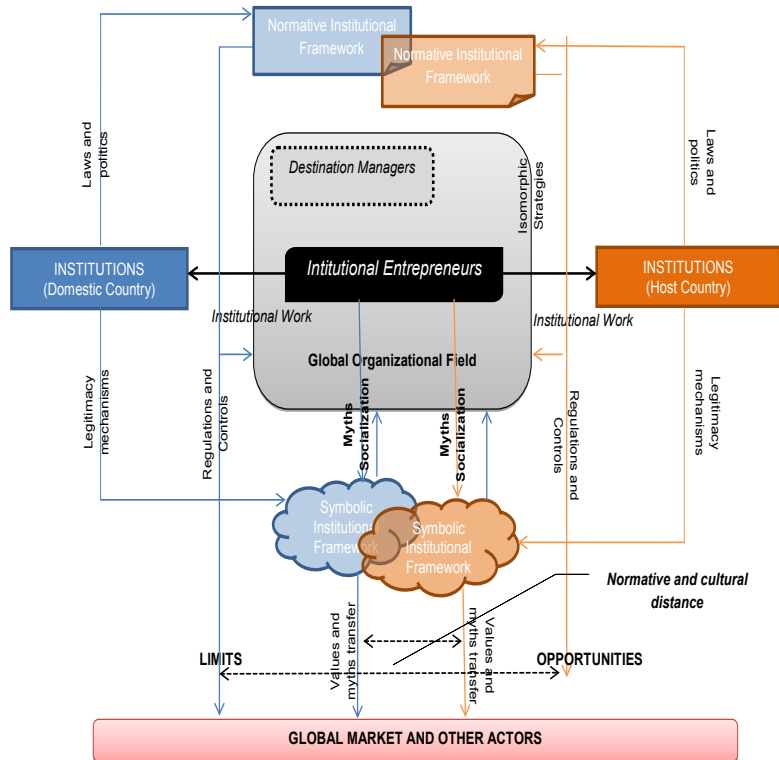 Normative Institutional
Framework
Normative Institutional
Framework
Laws and
politics
Laws and
politics
Destination Managers
Isomorphic
Strategies
INSTITUTIONS
(Domestic Country)
Intitutional Entrepreneurs
INSTITUTIONS
(Host Country)
Institutional Work
Institutional Work
Global Organizational Field
Legitimacy
mechanisms
Regulations and
Controls
Myths
Socialization
Myths
Socialization
Regulations and
Controls
Legitimacy
mechanisms
Symbolic
Institutional
Framework
Symbolic
Institutional
Framework
Normative and cultural
distance
Values and
myths transfer
Values and
myths transfer
LIMITS
OPPORTUNITIES
GLOBAL MARKET AND OTHER ACTORS